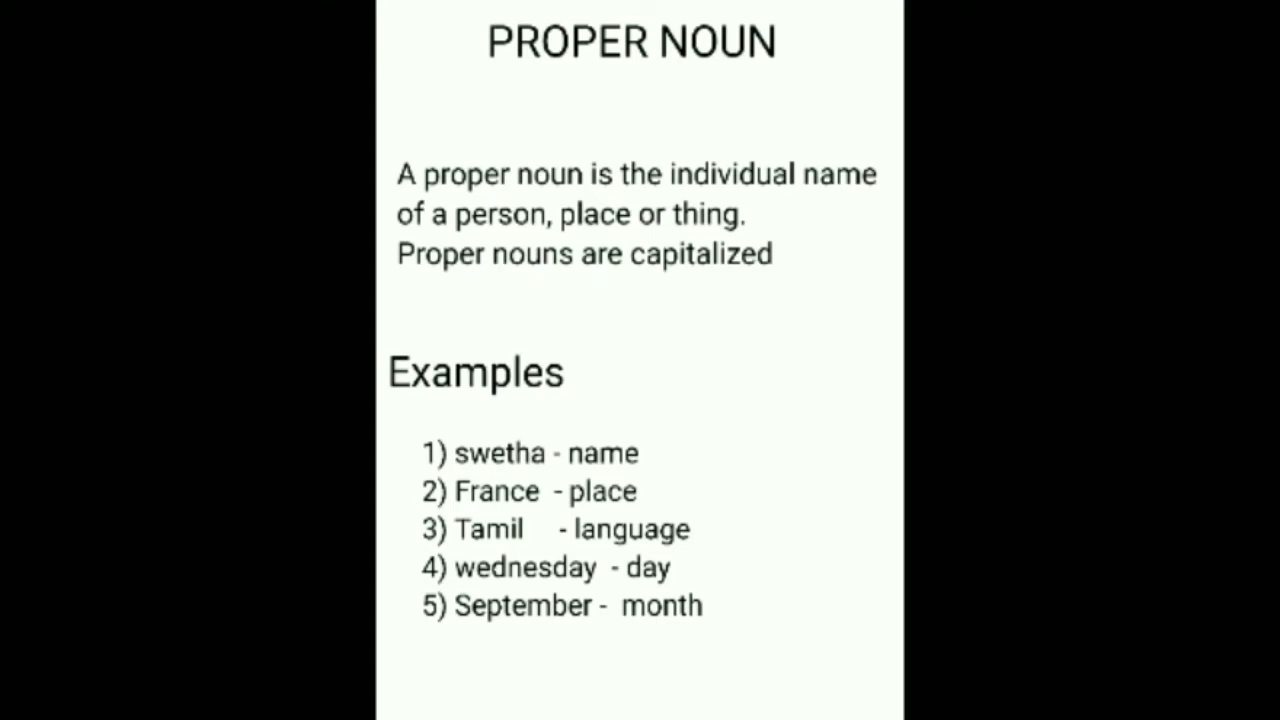 PROPER NOUN
A proper noun is the individual name
of a person, place or thing.
Proper nouns are capitalized
Examples
1) swetha - name
2) France - place
3) Tamil - language
4) wednesday - day
5) September - month